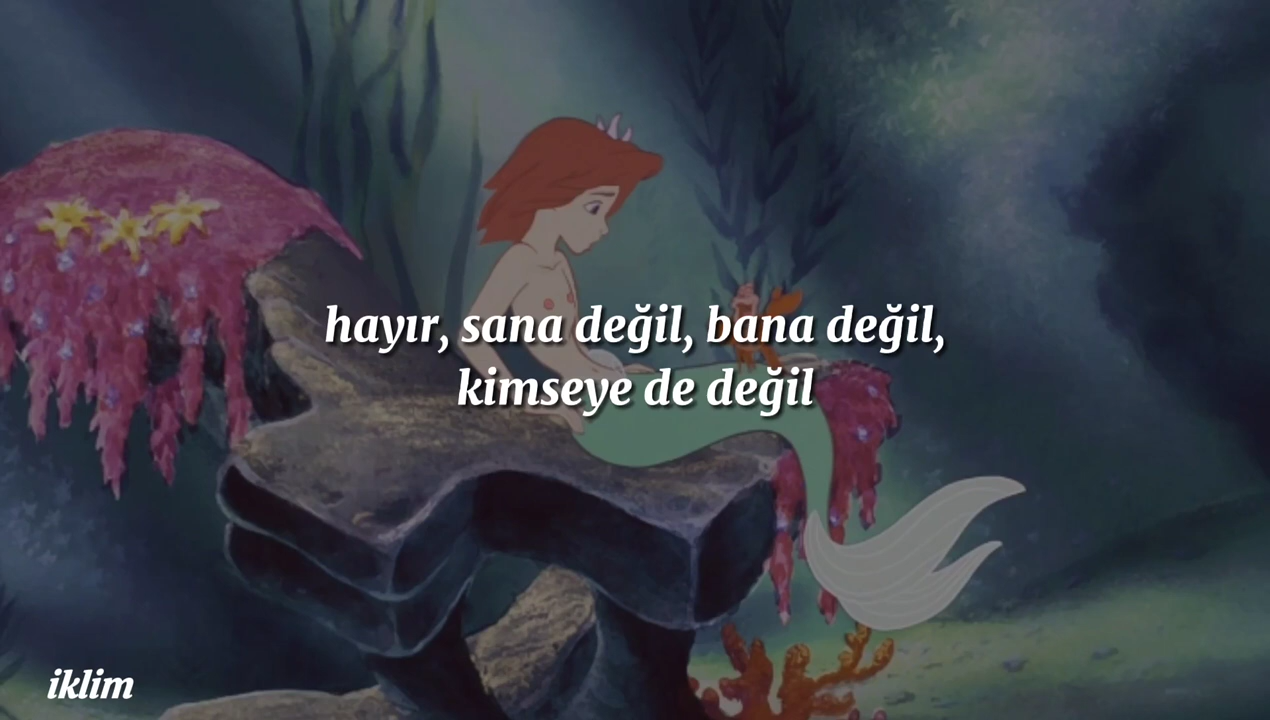 hayır, sana değil, bana değil,
kimseye de değil
iklim